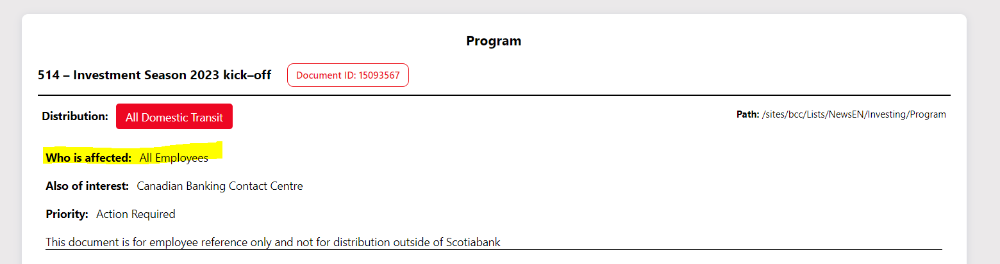 Program
514 – Investment Season 2023 kick–off Document ID: 15093567
Distribution: All Domestic Transit Path: /sites/bcc/Lists/NewsEN/Investing/Program
Who is affected: All Employees
Also of interest: Canadian Banking Contact Centre
Priority: Action Required
This document is for employee reference only and not for distribution outside of Scotiabank